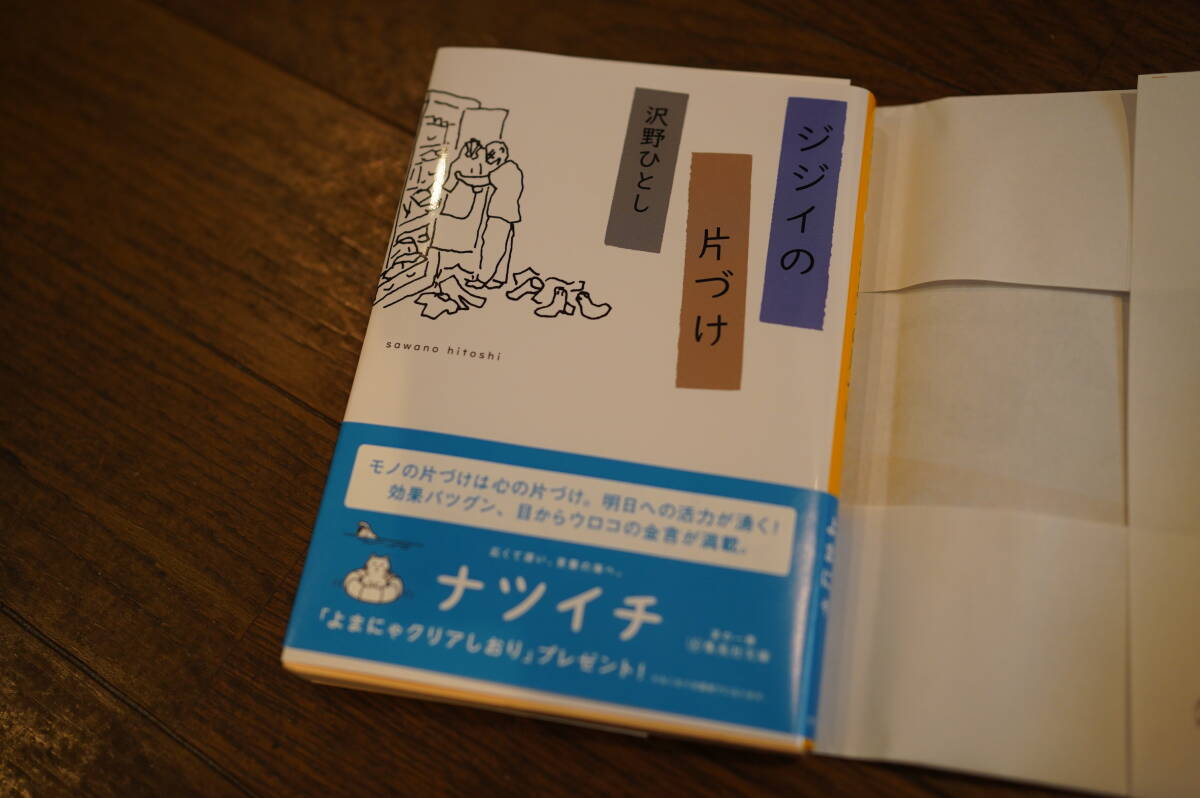 ジジイの
片づけ
沢野ひとし
sawano hitoshi
モノの片づけは心の片づけ。明日への活力が湧く!
効果バツグン、目からウロコの金言が満載。
ナツイチ
「よまにゃクリアしおり」プレゼント!